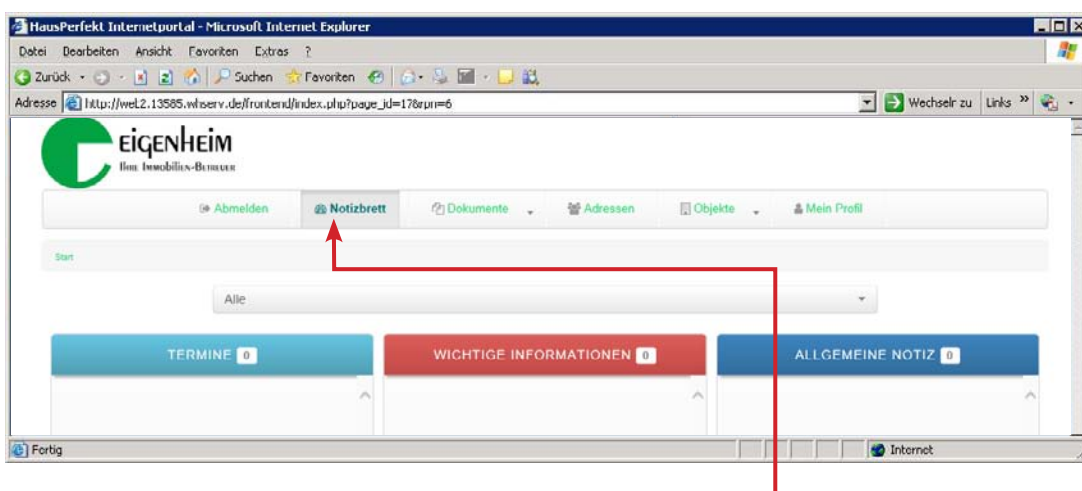 HausPerfekt Internetportal - Microsoft Internet Explorer
Datei Bearbeiten Ansicht Favoriten Extras ?
Zurück Suchen Favoriten
Adresse http://wel2.13585.whserv.de/frontend/index.php?page_id=17&rpn=6 Wechseln zu Links »
EiGENHEiM
Ihre Immobilien-Betreuer
Abmelden Notizbrett Dokumente Adressen Objekte Mein Profil
Start
Alle
TERMINE 0 WICHTIGE INFORMATIONEN 0 ALLGEMEINE NOTIZ 0
Fertig Internet